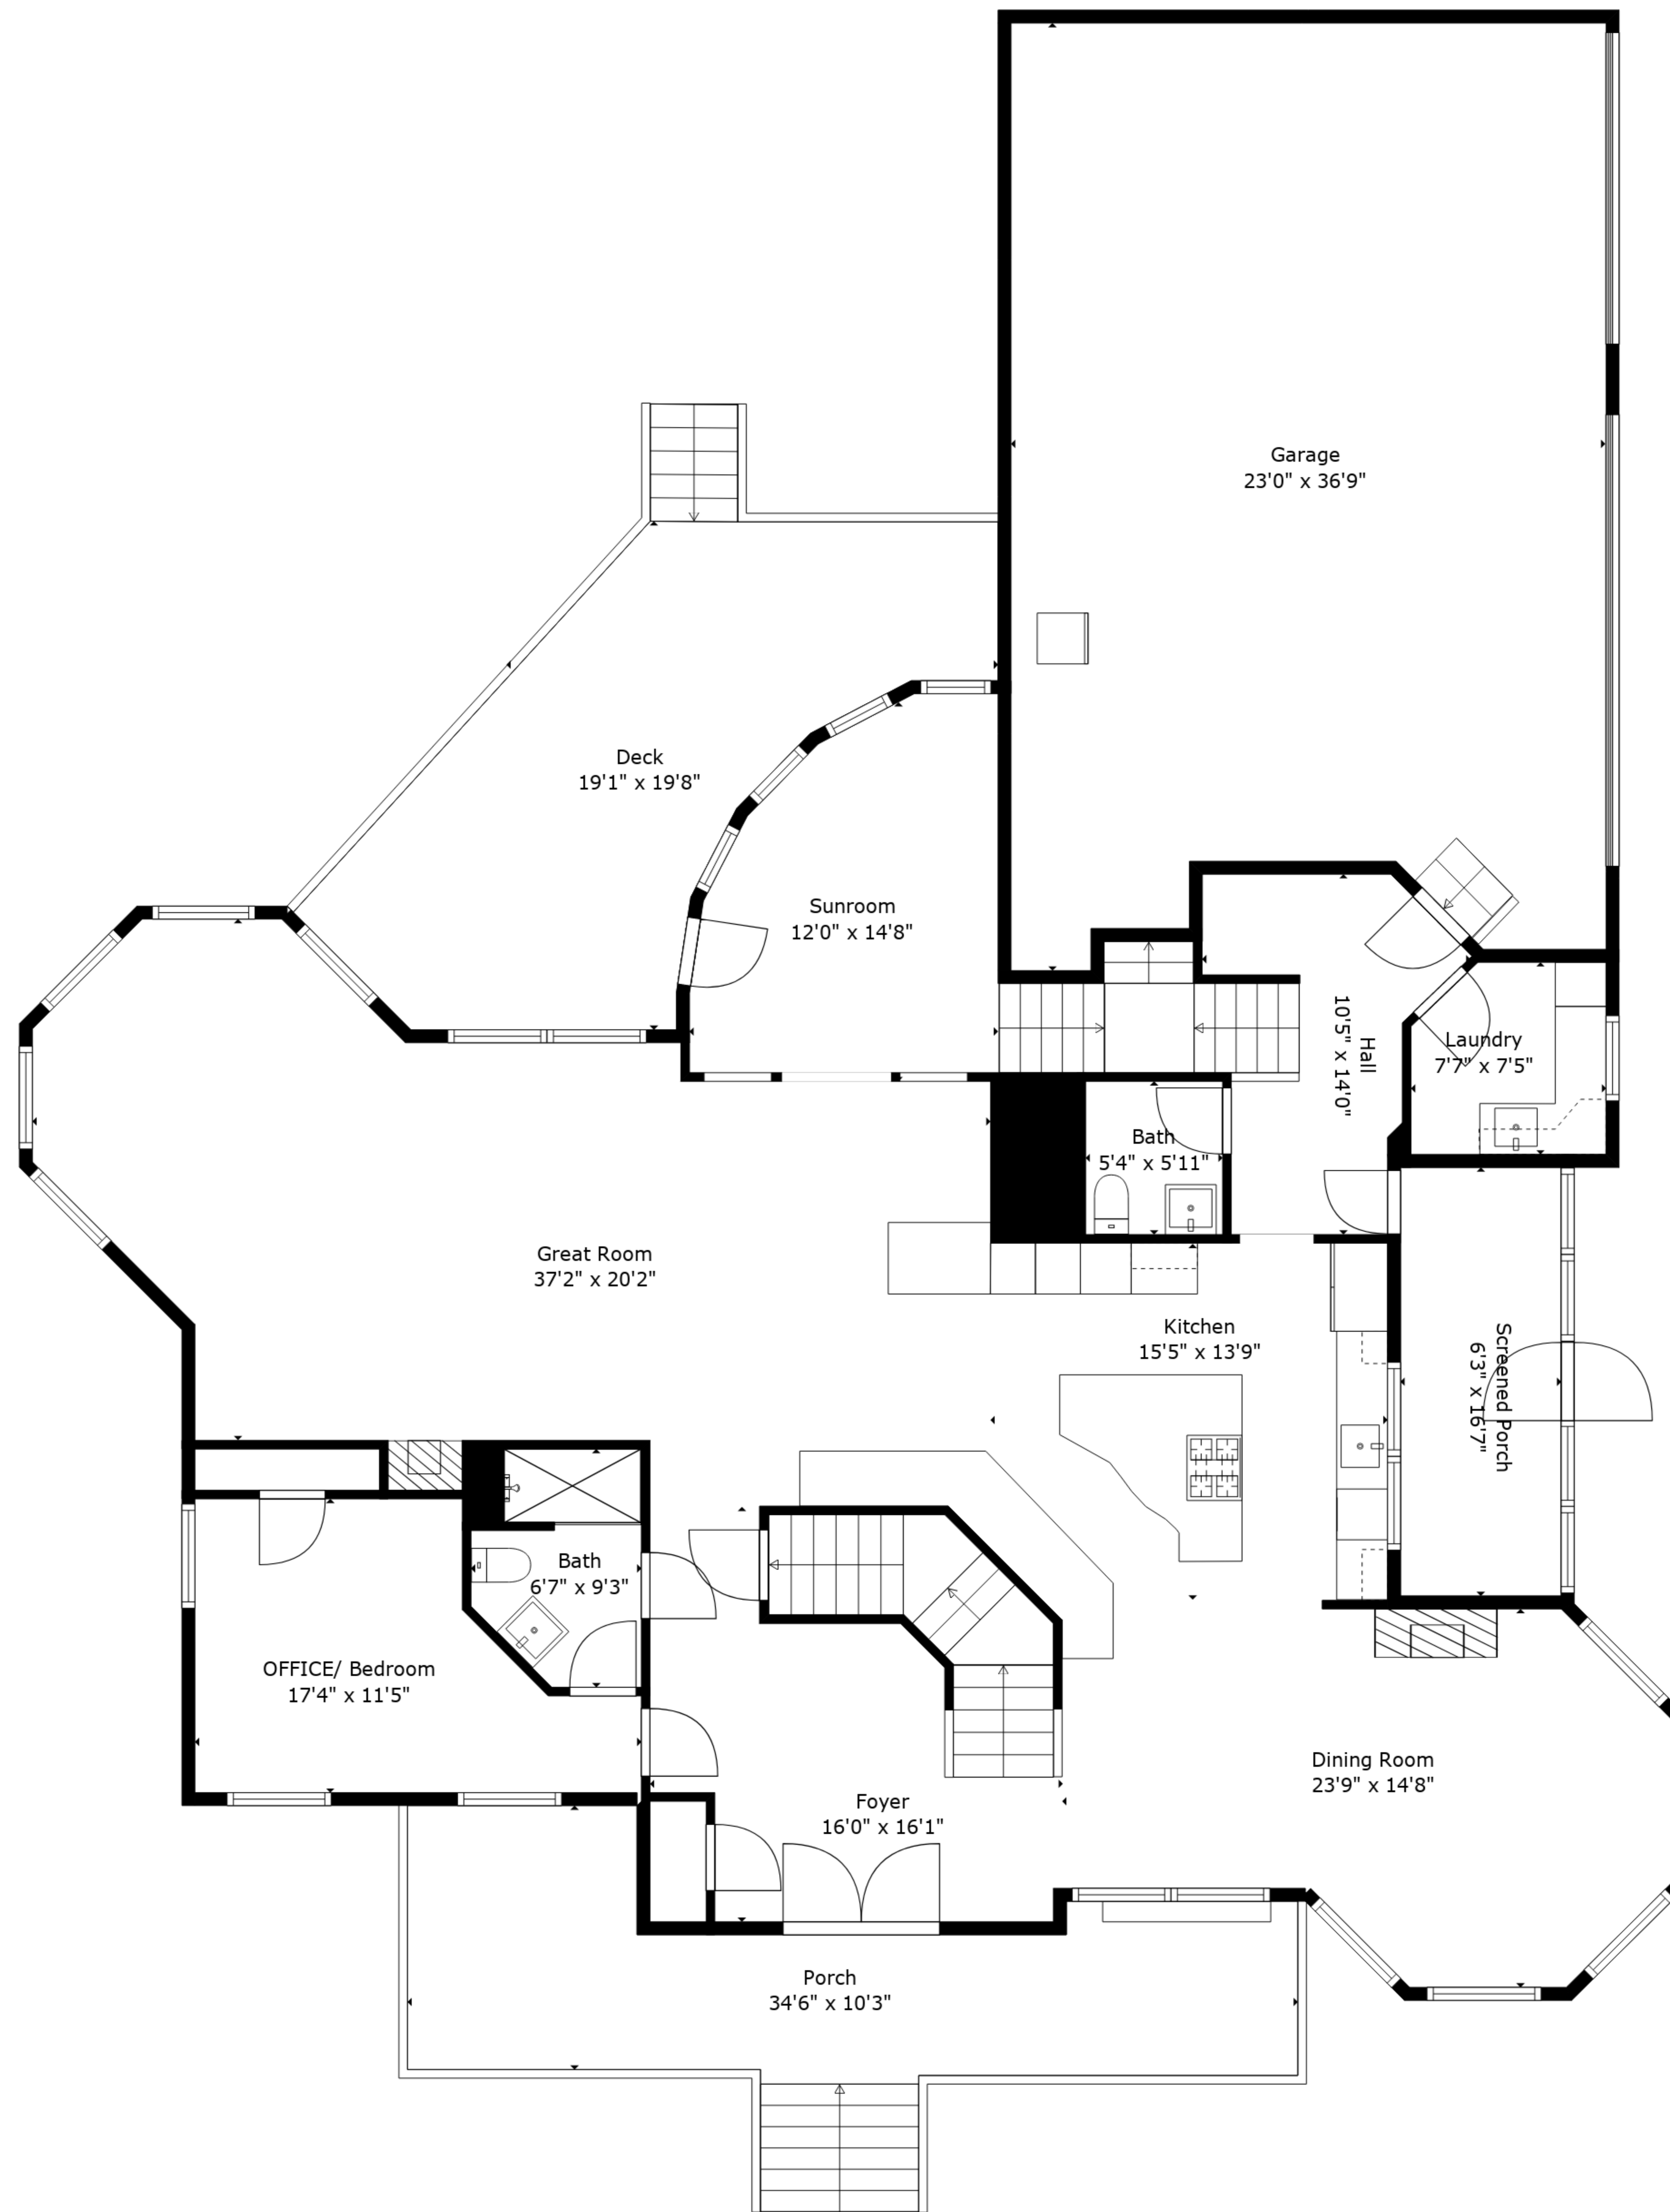 Garage
23'0" x 36'9"
Deck
19'1" x 19'8"
Sunroom
12'0" x 14'8"
Hall
10'5" x 14'0"
Laundry
7'7" x 7'5"
Bath
5'4" x 5'11"
Great Room
37'2" x 20'2"
Kitchen
15'5" x 13'9"
Screened Porch
6'3" x 16'7"
Bath
6'7" x 9'3"
OFFICE/ Bedroom
17'4" x 11'5"
Dining Room
23'9" x 14'8"
Foyer
16'0" x 16'1"
Porch
34'6" x 10'3"